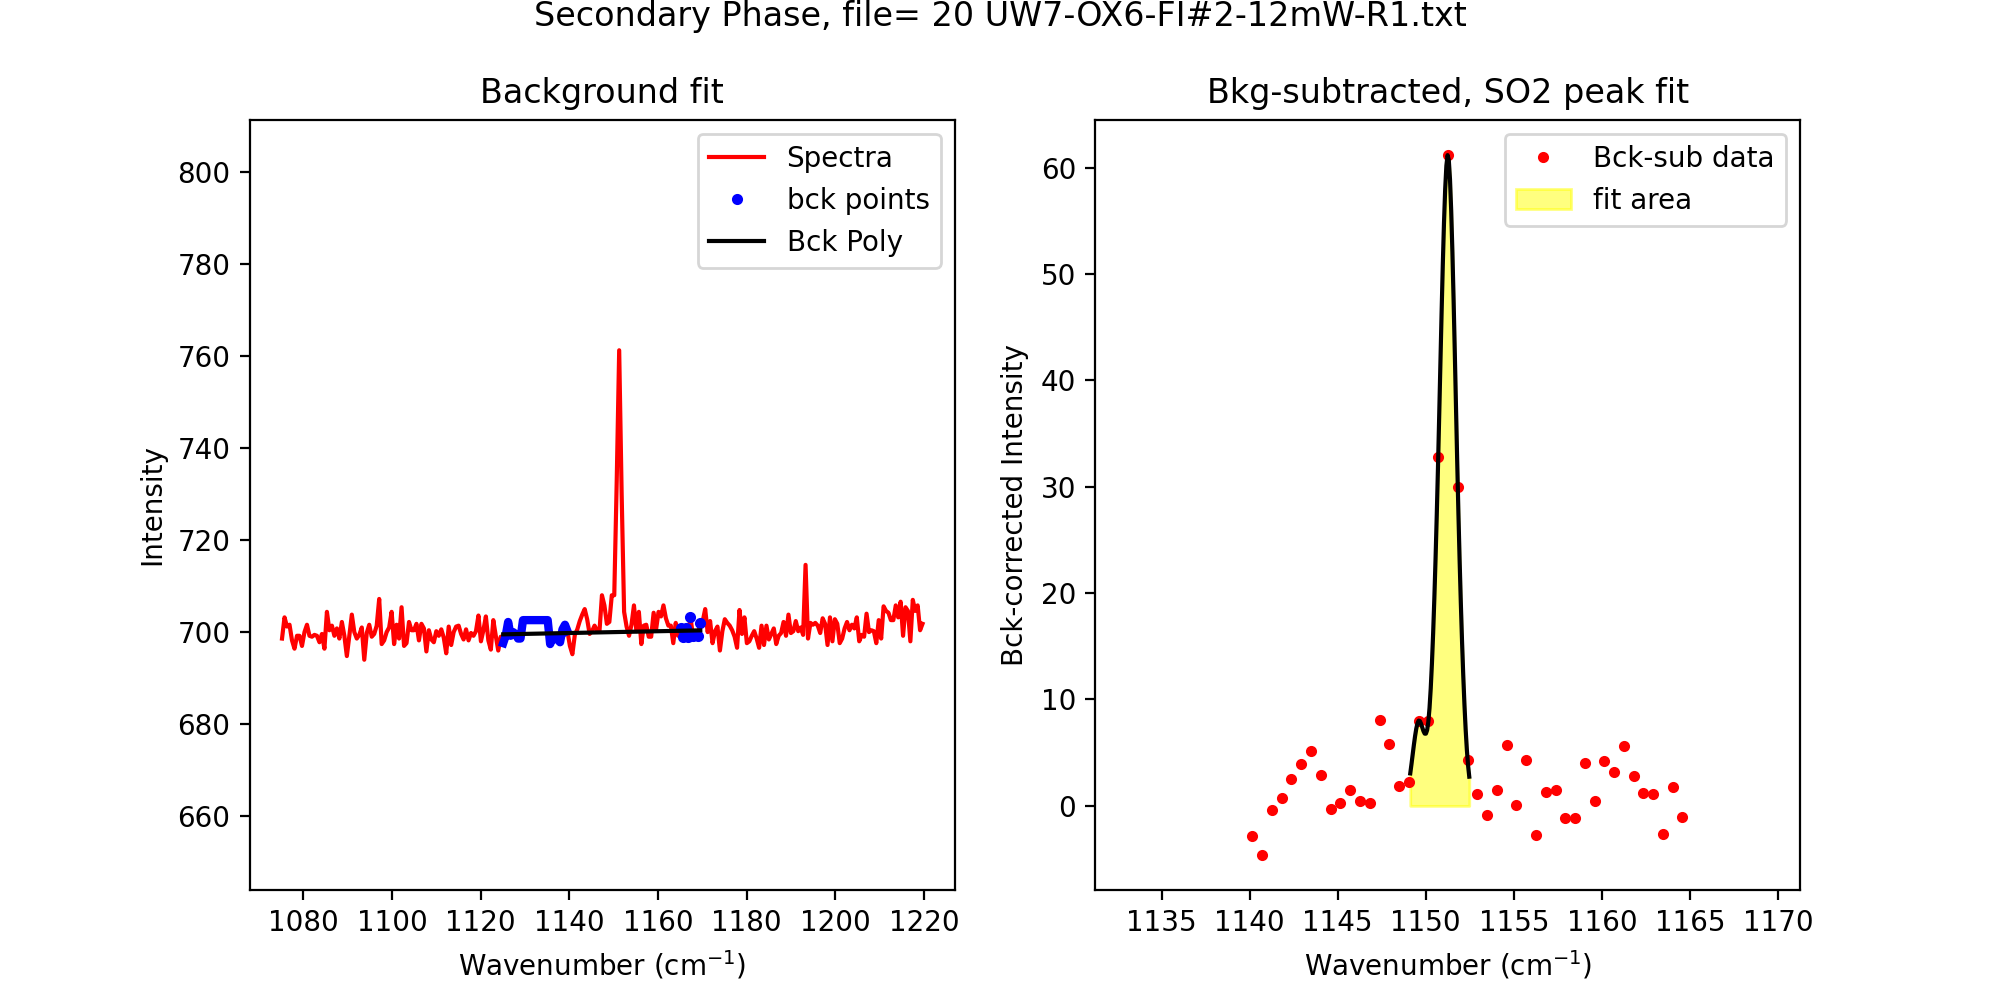 Secondary Phase, file= 20 UW7-OX6-FI#2-12mW-R1.txt
Background fit
Spectra
bck points
Bck Poly
800
780
760
740
720
700
680
660
Intensity
1080 1100 1120 1140 1160 1180 1200 1220
Wavenumber (cm⁻¹)
Bkg-subtracted, SO2 peak fit
Bck-sub data
fit area
60
50
40
30
20
10
0
Bck-corrected Intensity
1135 1140 1145 1150 1155 1160 1165 1170
Wavenumber (cm⁻¹)